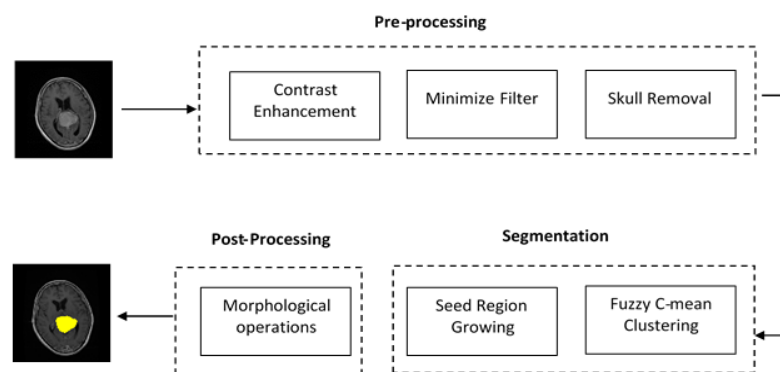 Pre-processing
Contrast
Enhancement
Minimize Filter
Skull Removal
Post-Processing
Segmentation
Morphological
operations
Seed Region
Growing
Fuzzy C-mean
Clustering